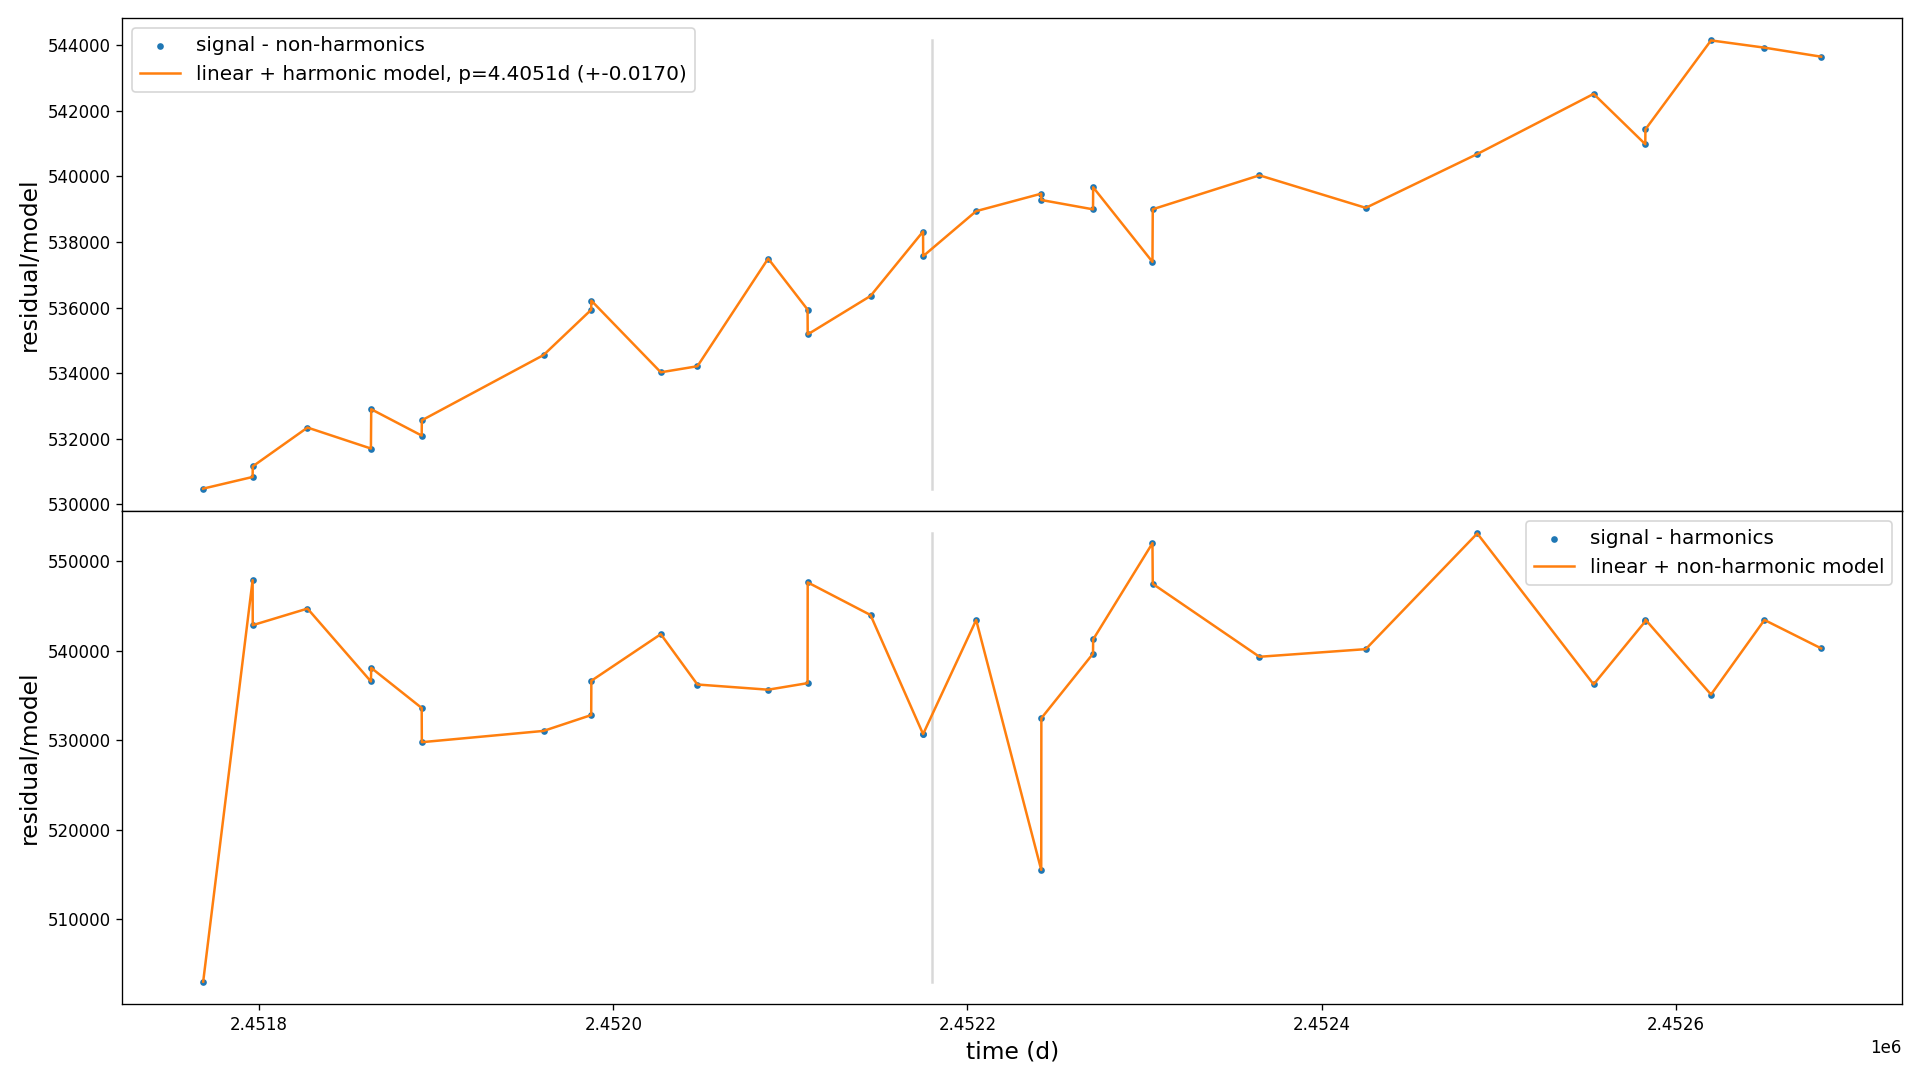 signal - non-harmonics
linear + harmonic model, p=4.4051d (+-0.0170)
544000
542000
540000
538000
536000
534000
532000
530000
residual/model
signal - harmonics
linear + non-harmonic model
550000
540000
530000
520000
510000
residual/model
2.4518 2.4520 2.4522 2.4524 2.4526
1e6
time (d)